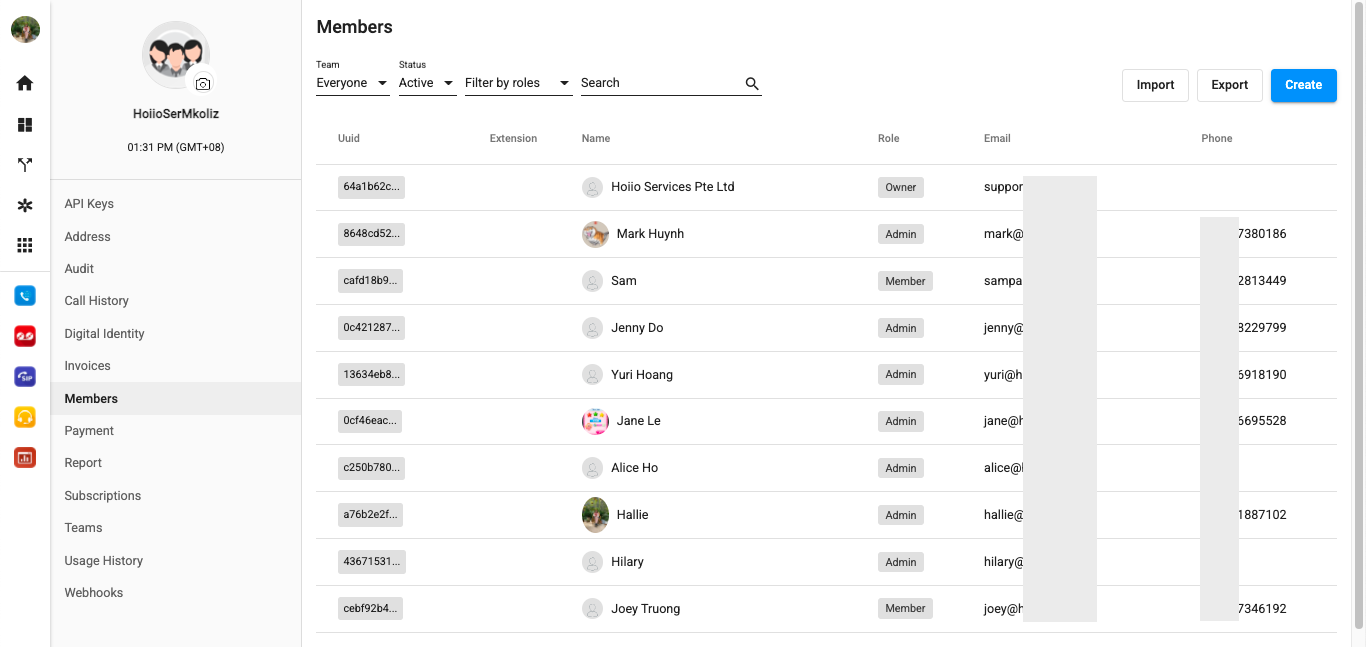 Members
HoiioSerMkoliz
01:31 PM (GMT+08)
API Keys
Address
Audit
Call History
Digital Identity
Invoices
Members
Payment
Report
Subscriptions
Teams
Usage History
Webhooks
Team
Everyone
Status
Active
Filter by roles
Search
Import
Export
Create
Uuid Extension Name Role Email Phone
64a1b62c... Hoiio Services Pte Ltd Owner suppor
8648cd52... Mark Huynh Admin mark@ 7380186
cafd18b9... Sam Member sampa 2813449
0c421287... Jenny Do Admin jenny@ 8229799
13634eb8... Yuri Hoang Admin yuri@h 6918190
0cf46eac... Jane Le Admin jane@h 6695528
c250b780... Alice Ho Admin alice@
a76b2e2f... Hallie Admin hallie@ 1887102
43671531... Hilary Admin hilary@
cebf92b4... Joey Truong Member joey@h 7346192
SIP